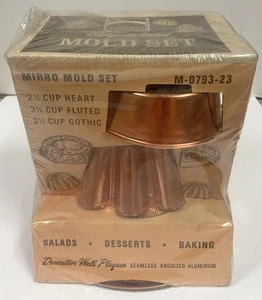 MOLD SET
MIRRO MOLD SET M-0793-23
2½ CUP HEART
3½ CUP FLUTED
3½ CUP GOTHIC
SALADS • DESSERTS • BAKING
Decorative Wall Plaques SEAMLESS ANODIZED ALUMINUM